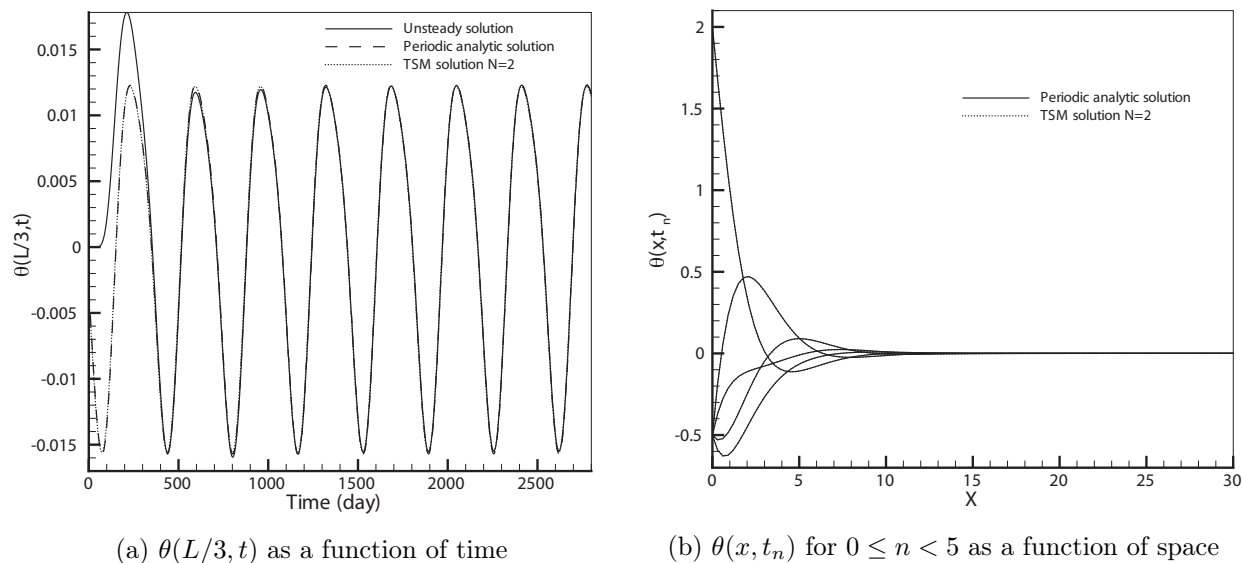 Unsteady solution
Periodic analytic solution
TSM solution N=2
0.015
0.01
0.005
0
-0.005
-0.01
-0.015
θ(L/3,t)
0
500
1000
1500
2000
2500
Time (day)
(a) θ(L/3, t) as a function of time
Periodic analytic solution
TSM solution N=2
2
1.5
1
0.5
0
-0.5
θ(x,t_n)
0
5
10
15
20
25
30
X
(b) θ(x, tₙ) for 0 ≤ n < 5 as a function of space